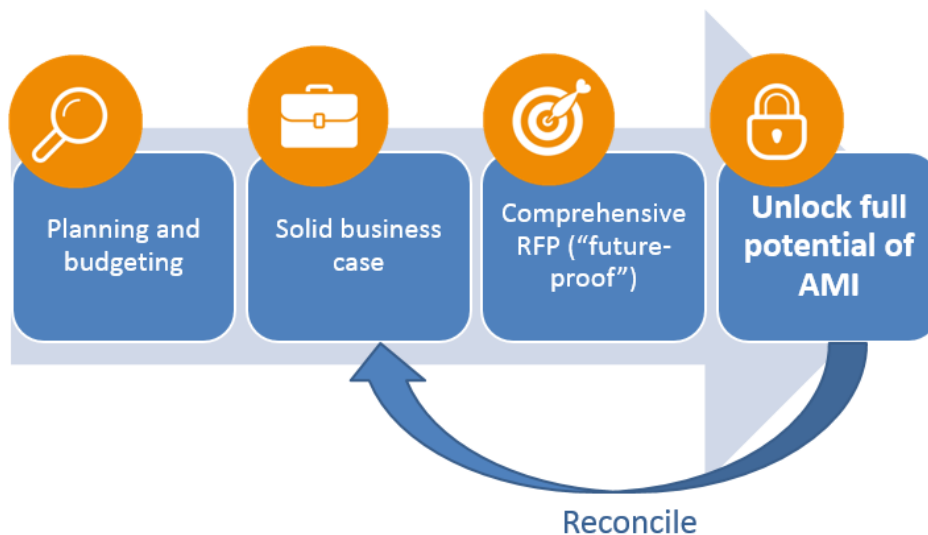 Planning and
budgeting
Solid business
case
Comprehensive
RFP (“future-
proof”)
Unlock full
potential of
AMI
Reconcile